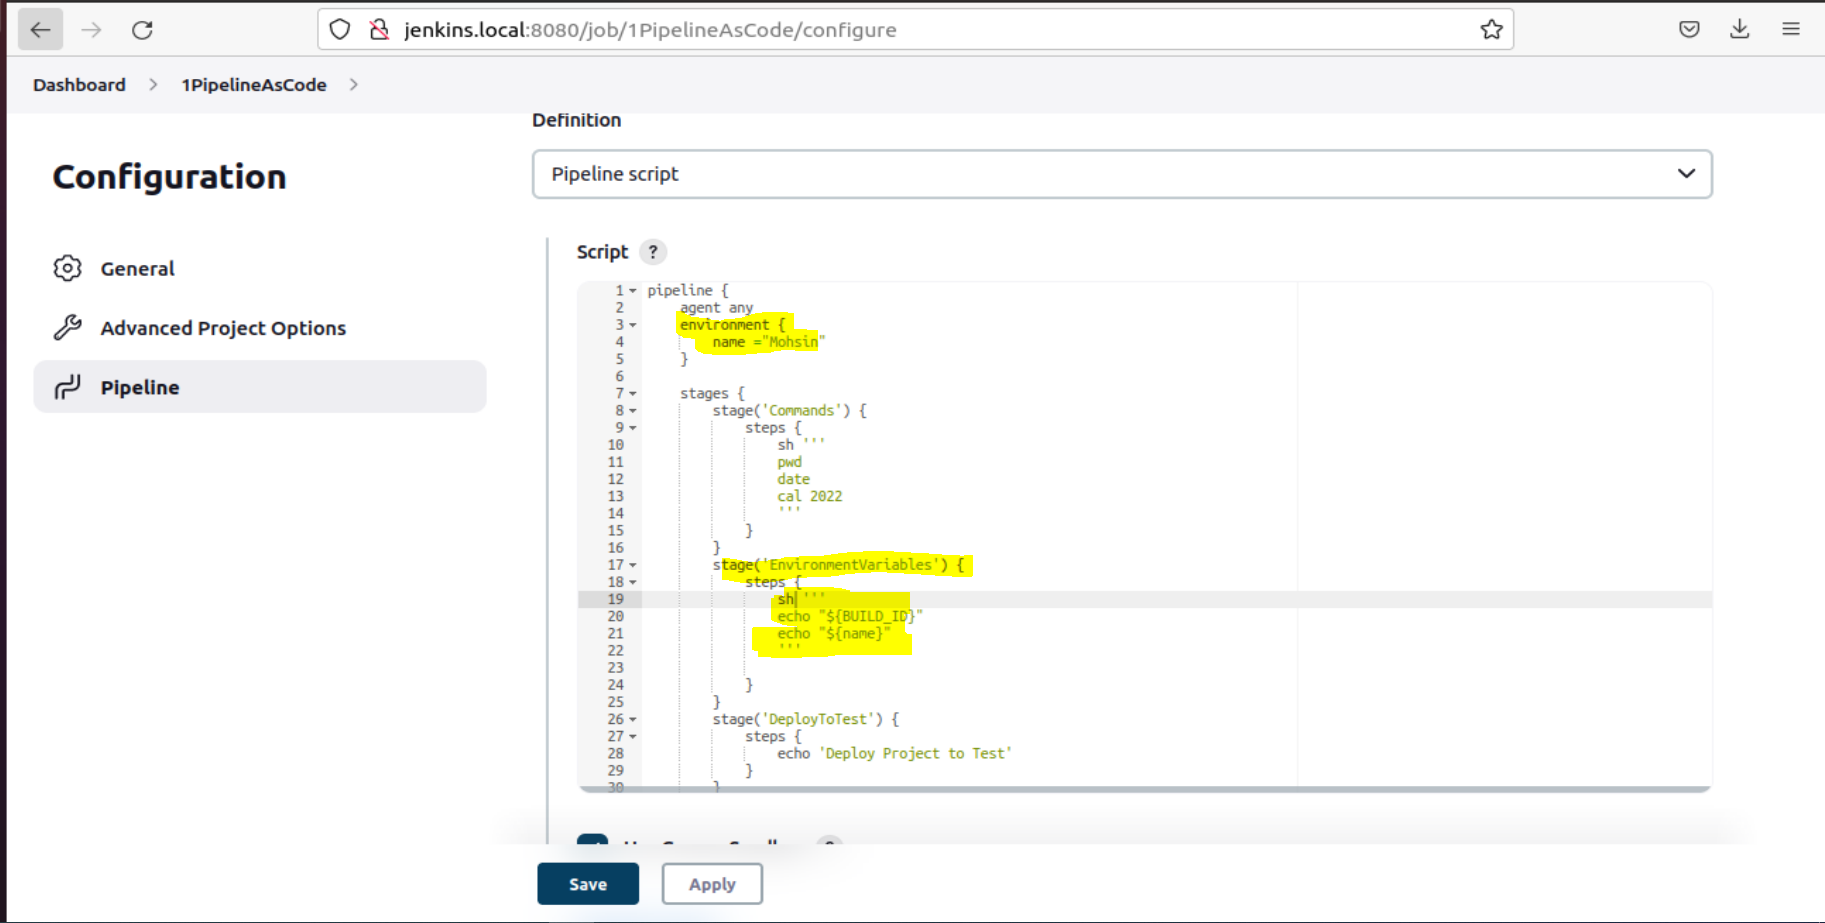 jenkins.local:8080/job/1PipelineAsCode/configure
Dashboard > 1PipelineAsCode >
Configuration
General
Advanced Project Options
Pipeline
Definition
Pipeline script
Script ?
1 pipeline {
2 agent any
3 environment {
4 name ="Mohsin"
5 }
6
7 stages {
8 stage('Commands') {
9 steps {
10 sh '''
11 pwd
12 date
13 cal 2022
14 '''
15 }
16 }
17 stage('EnvironmentVariables') {
18 steps {
19 sh '''
20 echo "${BUILD_ID}"
21 echo "${name}"
22 '''
23
24 }
25 }
26 stage('DeployToTest') {
27 steps {
28 echo 'Deploy Project to Test'
29 }
30 }
Save
Apply